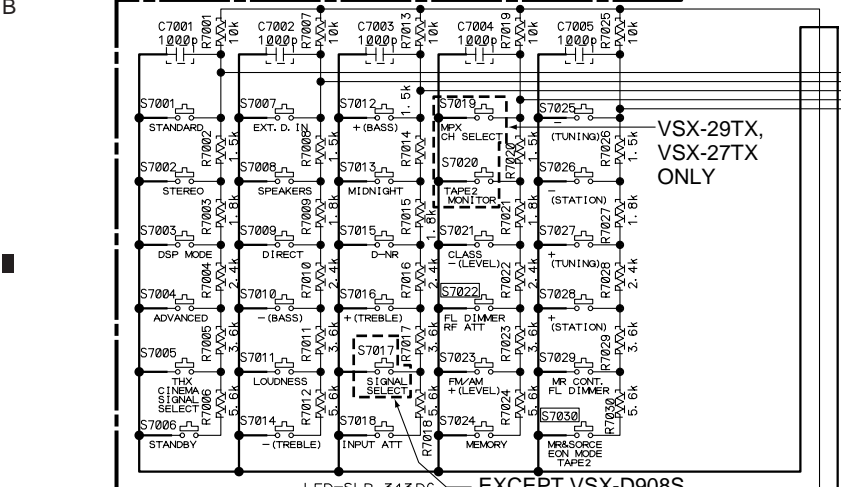 B
C7001 R7001 C7002 R7007 C7003 R7013 C7004 R7019 C7005 R7025
1000p 10k 1000p 10k 1000p 10k 1000p 10k 1000p 10k
S7001 S7007 S7012 1.5k S7019 S7025
STANDARD EXT. D. IN +(BASS) MPX CH SELECT − (TUNING)
R7002 1.5k R7008 1.5k R7014 R7020 1.5k R7026 1.5k
VSX-29TX,
VSX-27TX
ONLY
S7002 S7008 S7013 S7020 S7026
STEREO SPEAKERS MIDNIGHT TAPE2 MONITOR − (STATION)
R7003 1.8k R7009 1.8k R7015 1.8k R7021 1.8k R7027 1.8k
S7003 S7009 S7015 S7021 S7027
DSP MODE DIRECT D-NR CLASS −(LEVEL) + (TUNING)
R7004 2.4k R7010 2.4k R7016 2.4k R7022 2.4k R7028 2.4k
S7004 S7010 S7016 S7022 S7028
ADVANCED −(BASS) +(TREBLE) FL DIMMER RF ATT + (STATION)
R7005 3.6k R7011 3.6k R7017 3.6k R7023 3.6k R7029 3.6k
S7005 S7011 S7017 S7023 S7029
THX CINEMA SIGNAL SELECT LOUDNESS SIGNAL SELECT FM/AM +(LEVEL) MR CONT. FL DIMMER
R7006 5.6k R7012 5.6k R7018 5.6k R7024 5.6k R7030 5.6k
S7006 S7014 S7018 S7024 S7030
STANDBY −(TREBLE) INPUT ATT MEMORY MR&SORCE EON MODE TAPE2
EXCEPT VSX-D908S